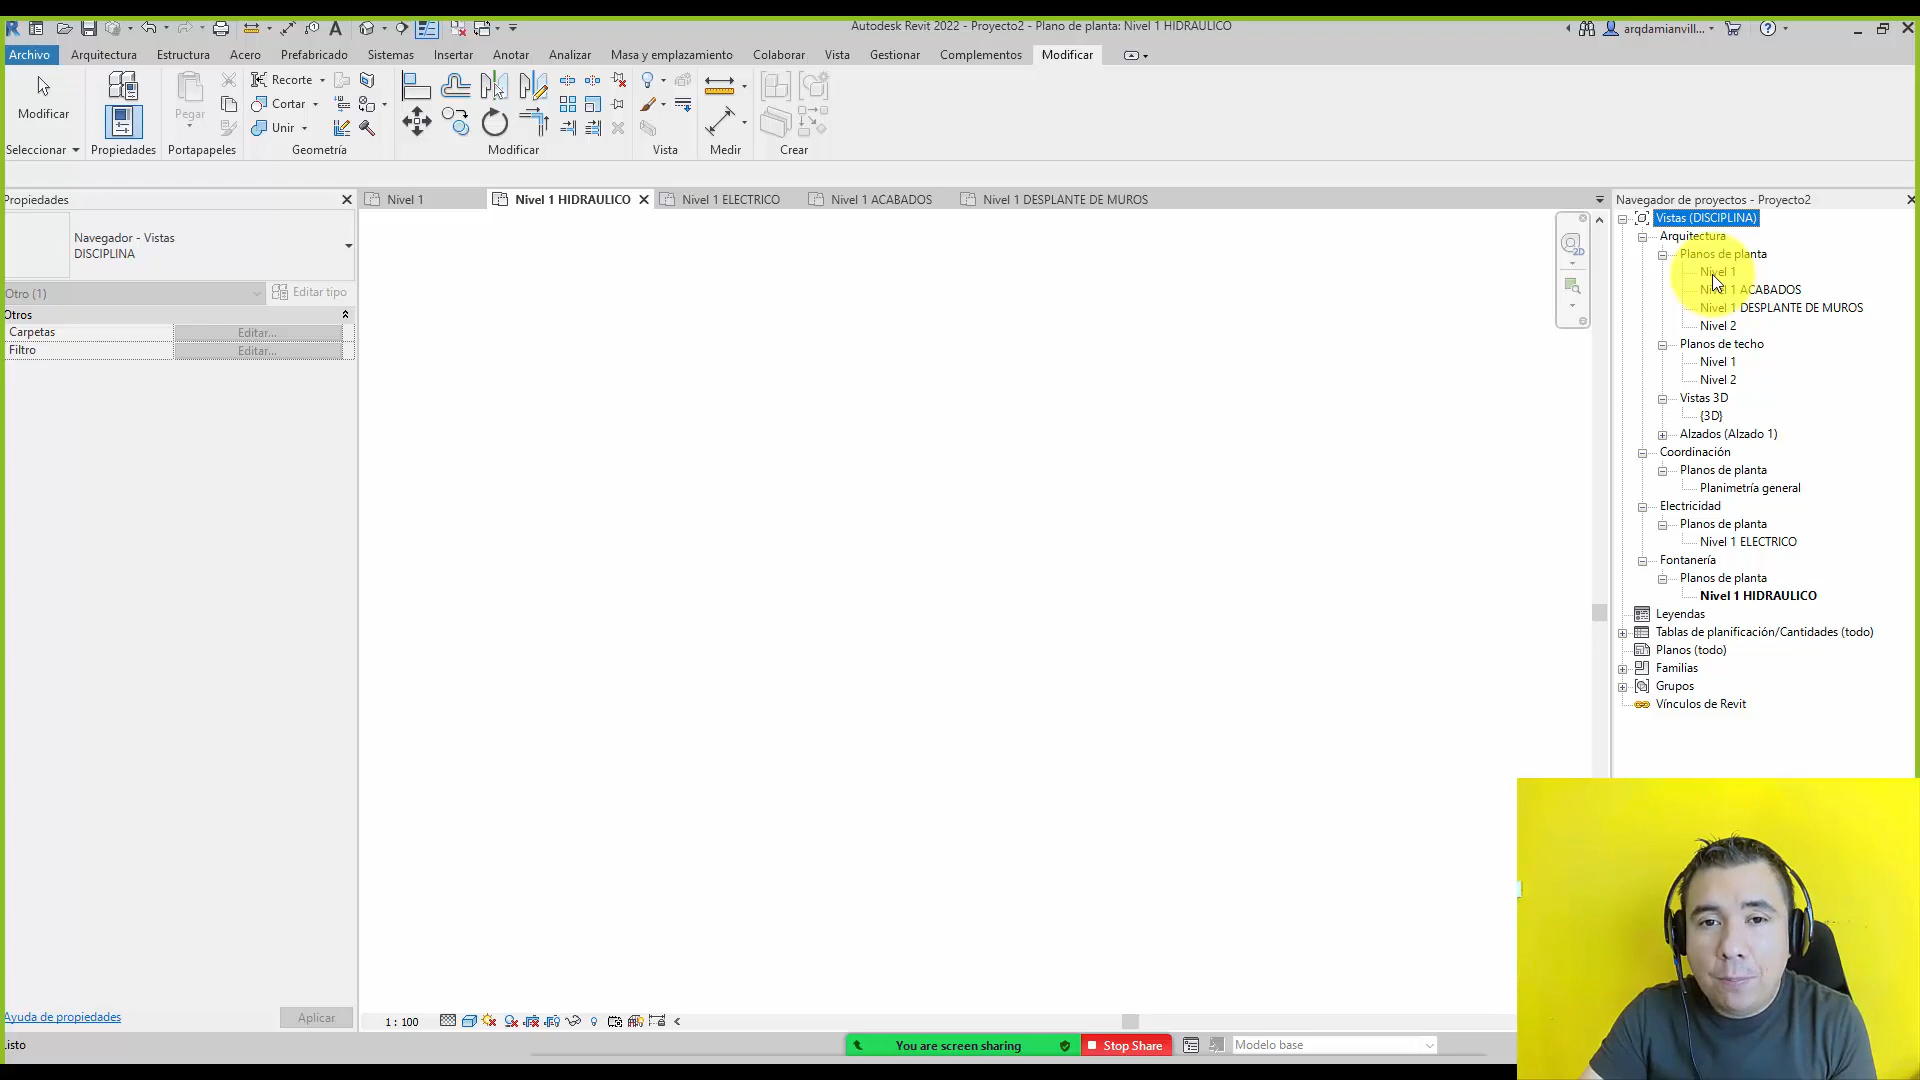 Autodesk Revit 2022 - Proyecto2 - Plano de planta: Nivel 1 HIDRAULICO
arqdamianvill...
Archivo Arquitectura Estructura Acero Prefabricado Sistemas Insertar Anotar Analizar Masa y emplazamiento Colaborar Vista Gestionar Complementos Modificar
Modificar
Pegar
Recorte
Cortar
Unir
Seleccionar Propiedades Portapapeles Geometría Modificar Vista Medir Crear
Propiedades
Navegador - Vistas
DISCIPLINA
Otro (1)
Editar tipo
Otros
Carpetas Editar...
Filtro Editar...
Ayuda de propiedades
Aplicar
Nivel 1
Nivel 1 HIDRAULICO
Nivel 1 ELECTRICO
Nivel 1 ACABADOS
Nivel 1 DESPLANTE DE MUROS
2D
Navegador de proyectos - Proyecto2
Vistas (DISCIPLINA)
Arquitectura
Planos de planta
Nivel 1
Nivel 1 ACABADOS
Nivel 1 DESPLANTE DE MUROS
Nivel 2
Planos de techo
Nivel 1
Nivel 2
Vistas 3D
{3D}
Alzados (Alzado 1)
Coordinación
Planos de planta
Planimetría general
Electricidad
Planos de planta
Nivel 1 ELECTRICO
Fontanería
Planos de planta
Nivel 1 HIDRAULICO
Leyendas
Tablas de planificación/Cantidades (todo)
Planos (todo)
Familias
Grupos
Vínculos de Revit
1 : 100
You are screen sharing
Stop Share
Modelo base